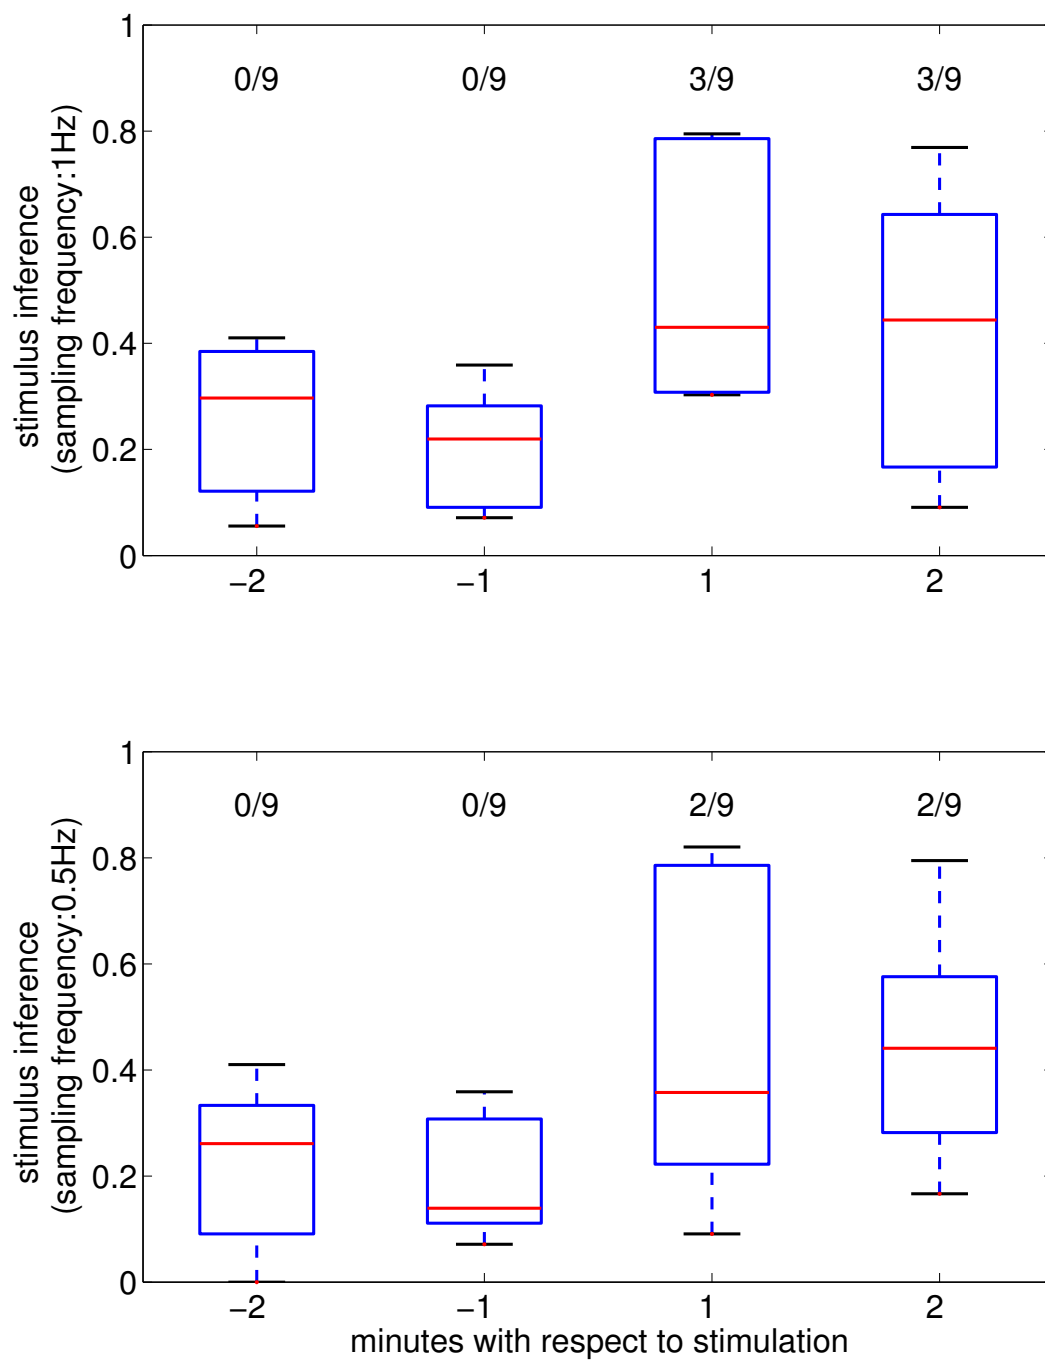 1
0/9 0/9 3/9 3/9
0.8
0.6
0.4
0.2
0
stimulus inference
(sampling frequency:1Hz)
−2 −1 1 2
1
0/9 0/9 2/9 2/9
0.8
0.6
0.4
0.2
0
stimulus inference
(sampling frequency:0.5Hz)
−2 −1 1 2
minutes with respect to stimulation